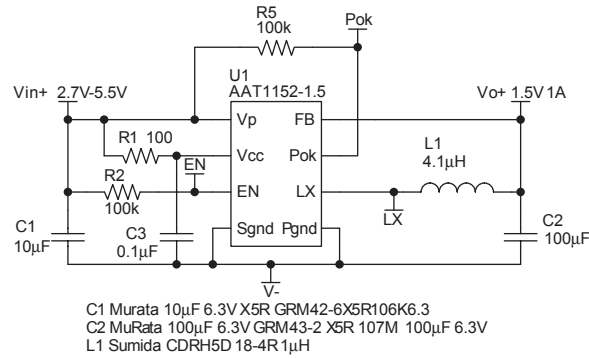 R5
100k
Pok
U1
AAT1152-1.5
Vin+ 2.7V-5.5V
Vo+ 1.5V 1A
Vp
FB
R1 100
Vcc
Pok
L1
4.1μH
EN
R2
100k
EN
LX
LX
C1
10μF
C3
0.1μF
Sgnd
Pgnd
C2
100μF
V-
C1 Murata 10μF 6.3V X5R GRM42-6X5R106K6.3
C2 MuRata 100μF 6.3V GRM43-2 X5R 107M 100μF 6.3V
L1 Sumida CDRH5D18-4R1μH